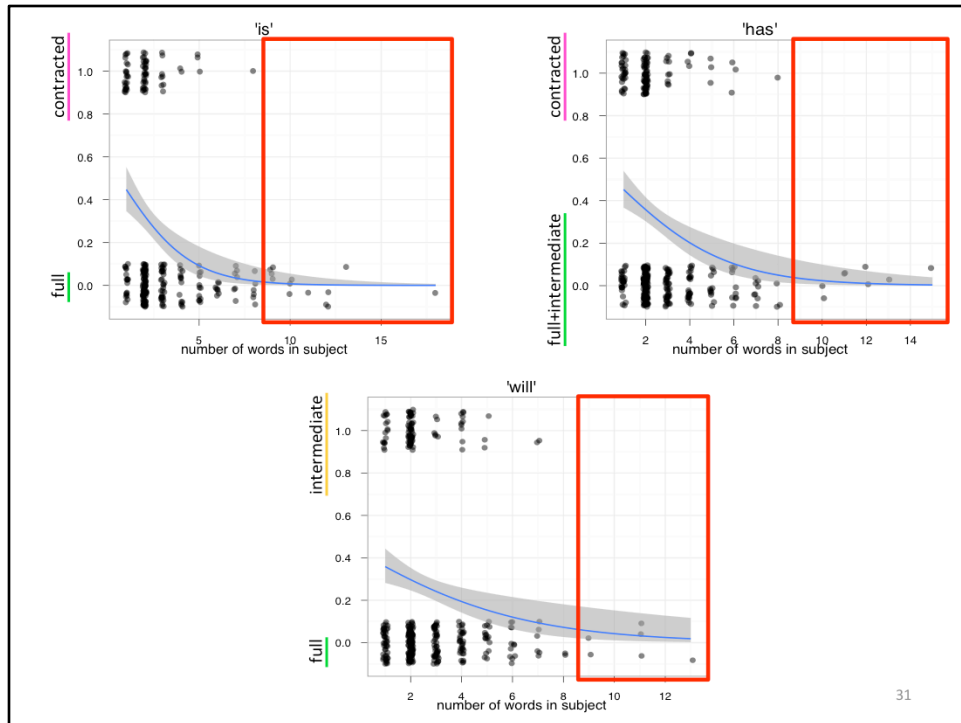 'is'
contracted
full
1.0
0.8
0.6
0.4
0.2
0.0
5
10
15
number of words in subject
'has'
contracted
full+intermediate
1.0
0.8
0.6
0.4
0.2
0.0
2
4
6
8
10
12
14
number of words in subject
'will'
intermediate
full
1.0
0.8
0.6
0.4
0.2
0.0
2
4
6
8
10
12
number of words in subject
31